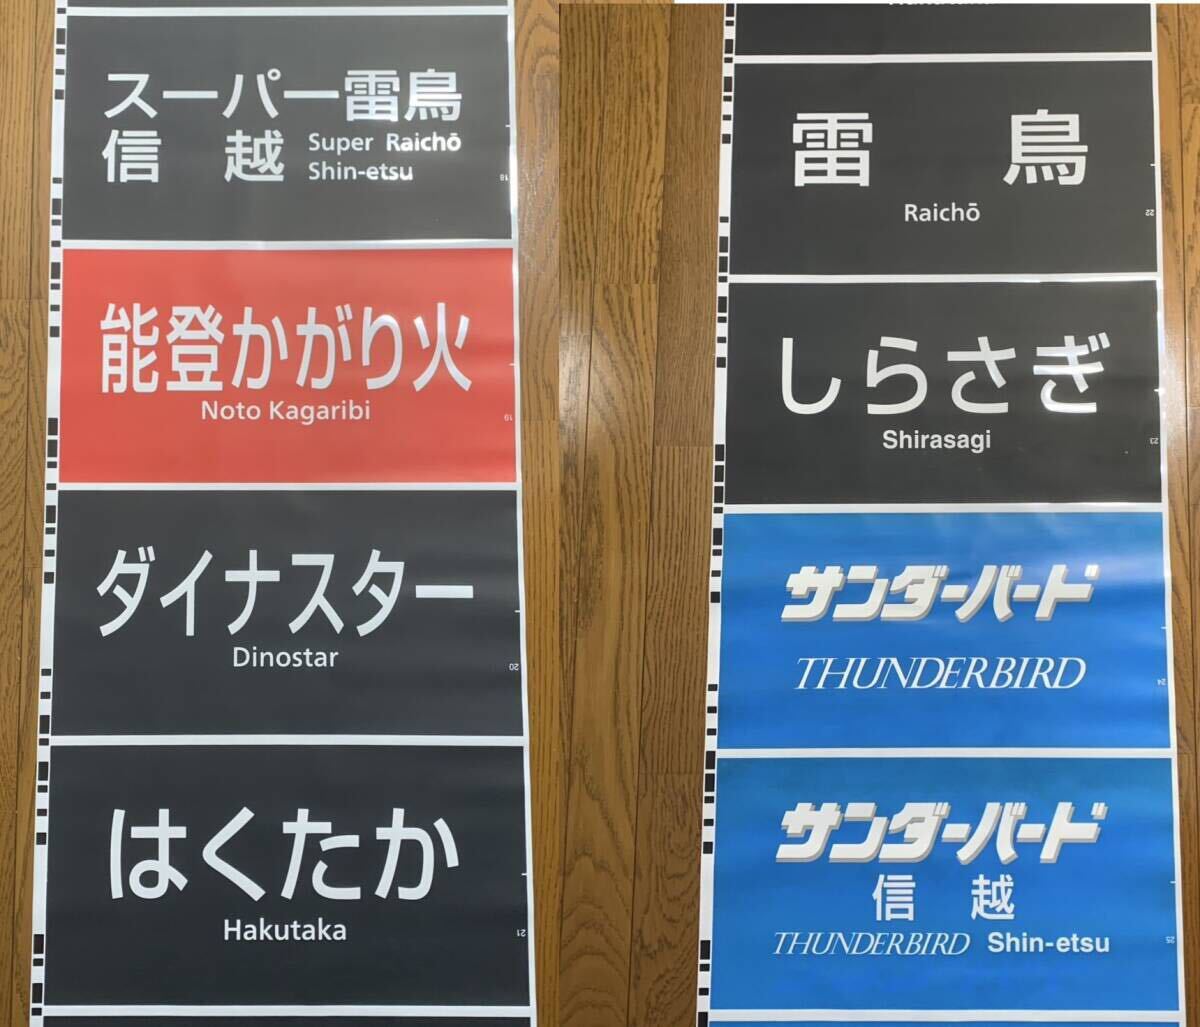 スーパー雷鳥
信越 Super Raichō
Shin-etsu
18
能登かがり火
Noto Kagaribi
19
ダイナスター
Dinostar
20
はくたか
Hakutaka
21
雷鳥
Raichō
22
しらさぎ
Shirasagi
23
サンダーバード
THUNDERBIRD
24
サンダーバード
信越
THUNDERBIRD Shin-etsu
25